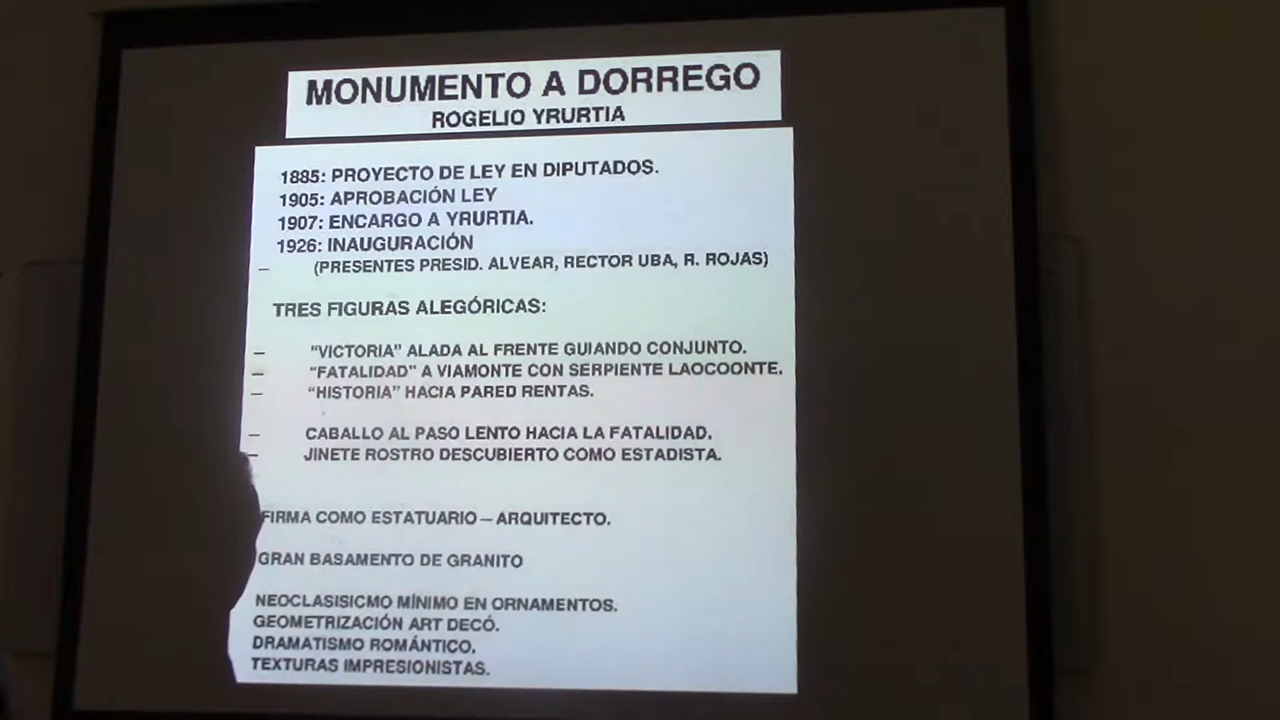 MONUMENTO A DORREGO
ROGELIO YRURTIA
1885: PROYECTO DE LEY EN DIPUTADOS.
1905: APROBACIÓN LEY
1907: ENCARGO A YRURTIA.
1926: INAUGURACIÓN
– (PRESENTES PRESID. ALVEAR, RECTOR UBA, R. ROJAS)
TRES FIGURAS ALEGÓRICAS:
– “VICTORIA” ALADA AL FRENTE GUIANDO CONJUNTO.
– “FATALIDAD” A VIAMONTE CON SERPIENTE LAOCOONTE.
– “HISTORIA” HACIA PARED RENTAS.
– CABALLO AL PASO LENTO HACIA LA FATALIDAD.
– JINETE ROSTRO DESCUBIERTO COMO ESTADISTA.
FIRMA COMO ESTATUARIO – ARQUITECTO.
GRAN BASAMENTO DE GRANITO
NEOCLASISICMO MÍNIMO EN ORNAMENTOS.
GEOMETRIZACIÓN ART DECÓ.
DRAMATISMO ROMÁNTICO.
TEXTURAS IMPRESIONISTAS.